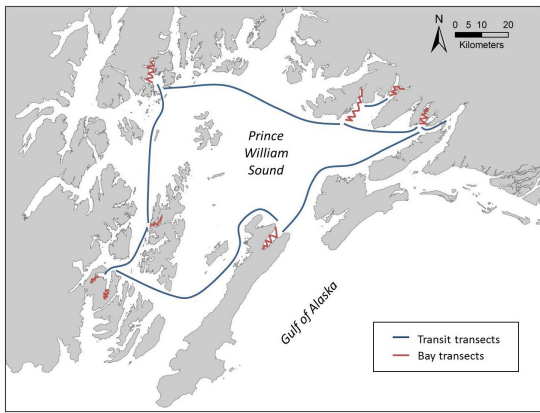 N
0 5 10 20
Kilometers
Prince
William
Sound
Gulf of Alaska
Transit transects
Bay transects